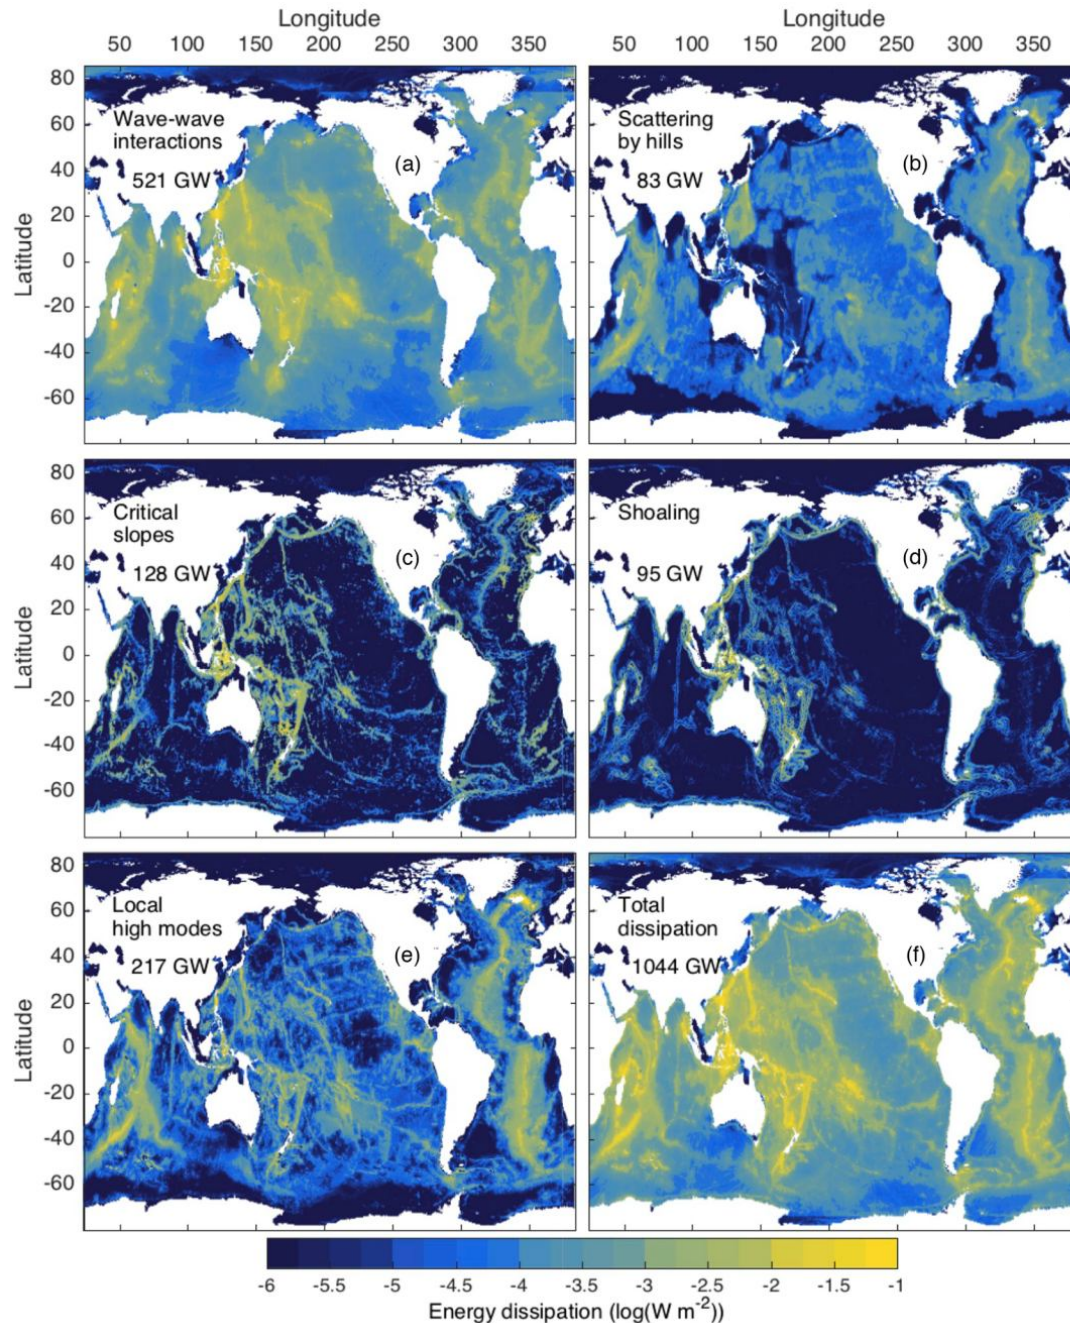 Longitude
50 100 150 200 250 300 350 50 100 150 200 250 300 350
Latitude
80
60
40
20
0
-20
-40
-60
Wave-wave
interactions
521 GW
(a)
Scattering
by hills
83 GW
(b)
Latitude
80
60
40
20
0
-20
-40
-60
Critical
slopes
128 GW
(c)
Shoaling
95 GW
(d)
Latitude
80
60
40
20
0
-20
-40
-60
Local
high modes
217 GW
(e)
Total
dissipation
1044 GW
(f)
-6 -5.5 -5 -4.5 -4 -3.5 -3 -2.5 -2 -1.5 -1
Energy dissipation (log(W m⁻²))